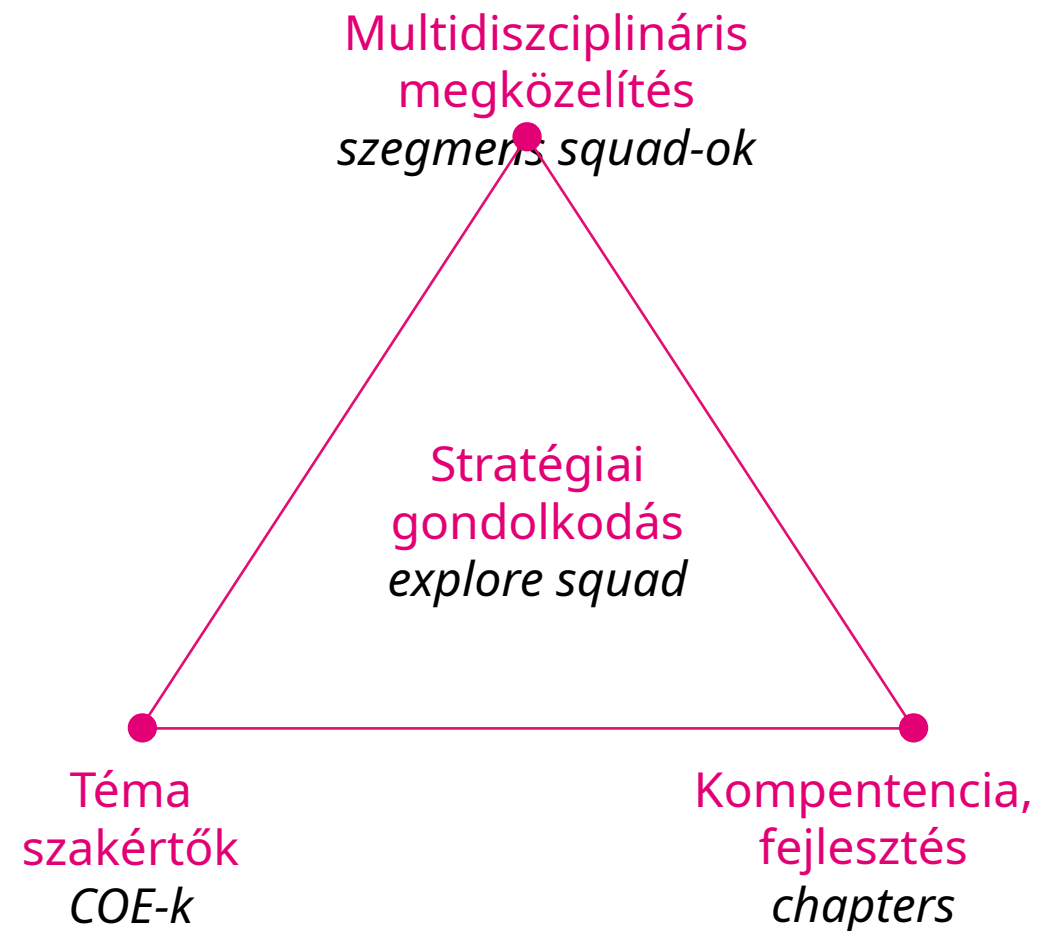 Multidiszciplináris
megközelítés
szegmens squad-ok
Stratégiai
gondolkodás
explore squad
Téma
szakértők
COE-k
Kompentencia,
fejlesztés
chapters